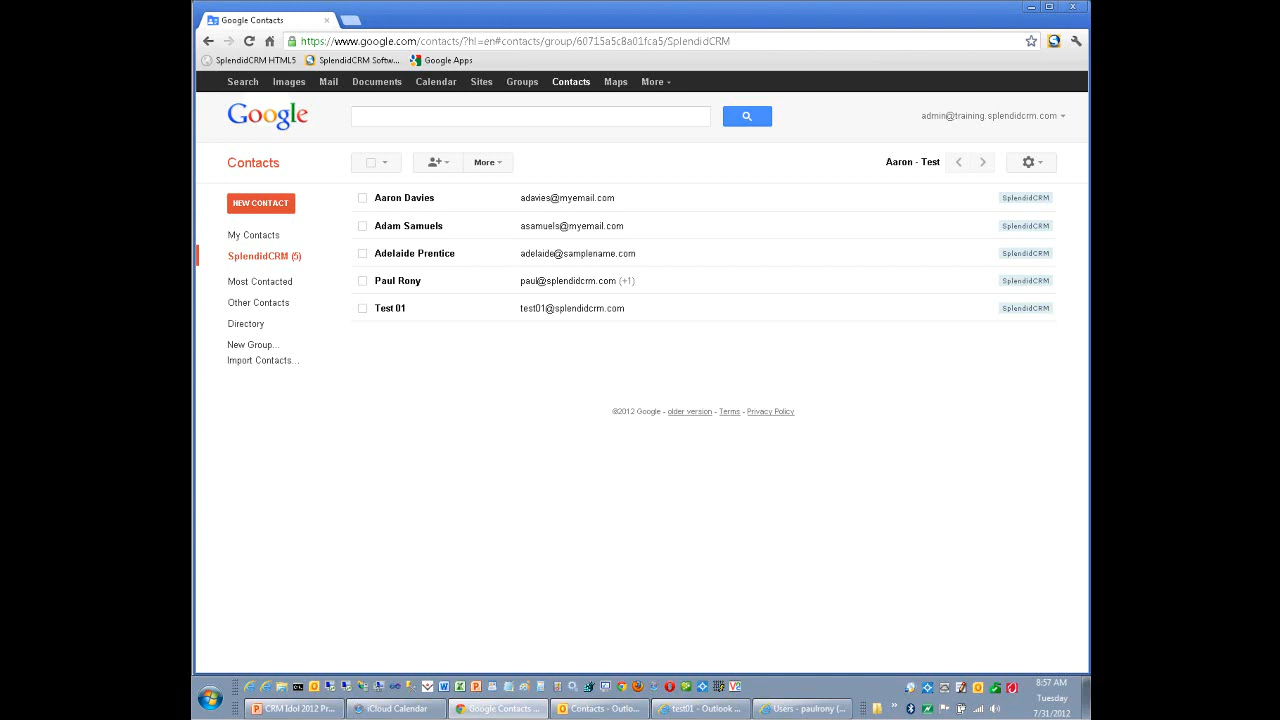 Google Contacts
https://www.google.com/contacts/?hl=en#contacts/group/60715a5c8a01fca5/SplendidCRM
SplendidCRM HTML5 SplendidCRM Softw... Google Apps
Search Images Mail Documents Calendar Sites Groups Contacts Maps More
Google
admin@training.splendidcrm.com
Contacts More Aaron - Test
NEW CONTACT
Aaron Davies adavies@myemail.com SplendidCRM
Adam Samuels asamuels@myemail.com SplendidCRM
Adelaide Prentice adelaide@samplename.com SplendidCRM
Paul Rony paul@splendidcrm.com (+1) SplendidCRM
Test 01 test01@splendidcrm.com SplendidCRM
My Contacts
SplendidCRM (5)
Most Contacted
Other Contacts
Directory
New Group...
Import Contacts...
©2012 Google - older version - Terms - Privacy Policy
8:57 AM
Tuesday
7/31/2012
CRM Idol 2012 Pr... iCloud Calendar Google Contacts ... Contacts - Outlo... test01 - Outlook ... Users - paulrony (...